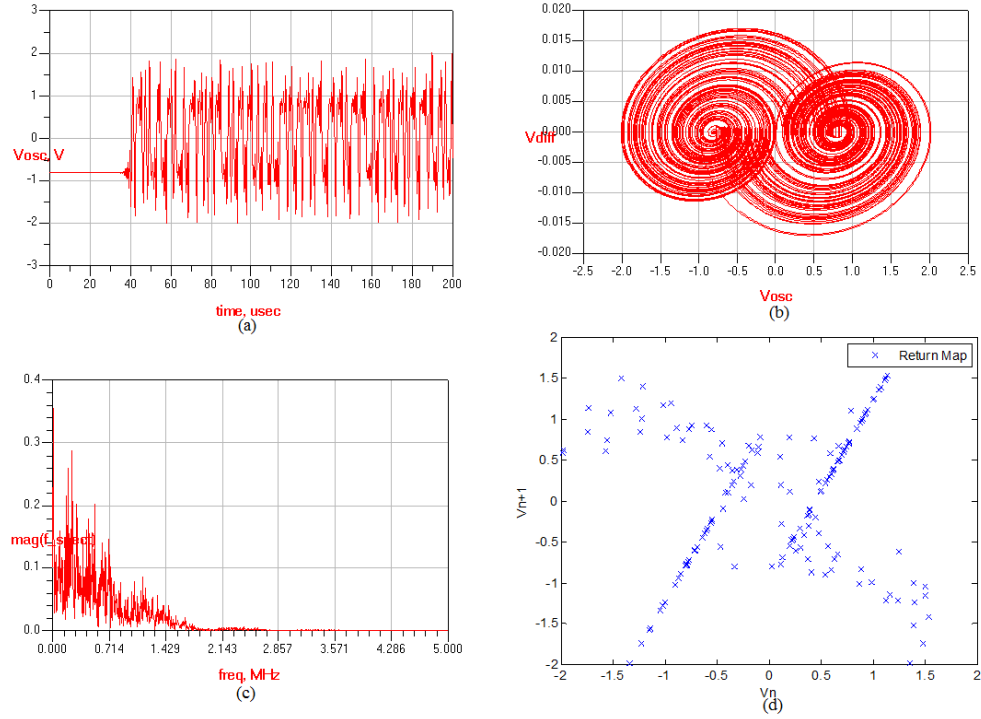 3
2
1
0
-1
-2
-3
Vosc, V
0 20 40 60 80 100 120 140 160 180 200
time, usec
(a)
0.020
0.015
0.010
0.005
0.000
-0.005
-0.010
-0.015
-0.020
Vdiff
-2.5 -2.0 -1.5 -1.0 -0.5 0.0 0.5 1.0 1.5 2.0 2.5
Vosc
(b)
0.4
0.3
0.2
0.1
0.0
mag(f_spect)
0.000 0.714 1.429 2.143 2.857 3.571 4.286 5.000
freq, MHz
(c)
2
1.5
1
0.5
0
-0.5
-1
-1.5
-2
Vn+1
Return Map
-2 -1.5 -1 -0.5 0 0.5 1 1.5 2
Vn
(d)